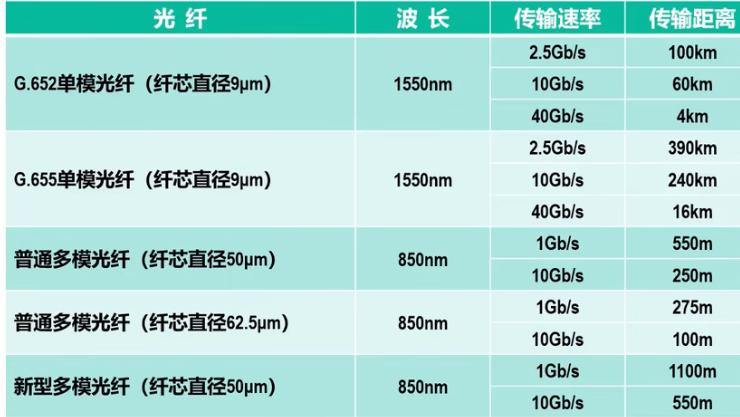 光 纤 波 长 传输速率 传输距离
2.5Gb/s 100km
G.652单模光纤（纤芯直径9μm） 1550nm 10Gb/s 60km
40Gb/s 4km
2.5Gb/s 390km
G.655单模光纤（纤芯直径9μm） 1550nm 10Gb/s 240km
40Gb/s 16km
普通多模光纤（纤芯直径50μm） 850nm 1Gb/s 550m
10Gb/s 250m
普通多模光纤（纤芯直径62.5μm） 850nm 1Gb/s 275m
10Gb/s 100m
新型多模光纤（纤芯直径50μm） 850nm 1Gb/s 1100m
10Gb/s 550m